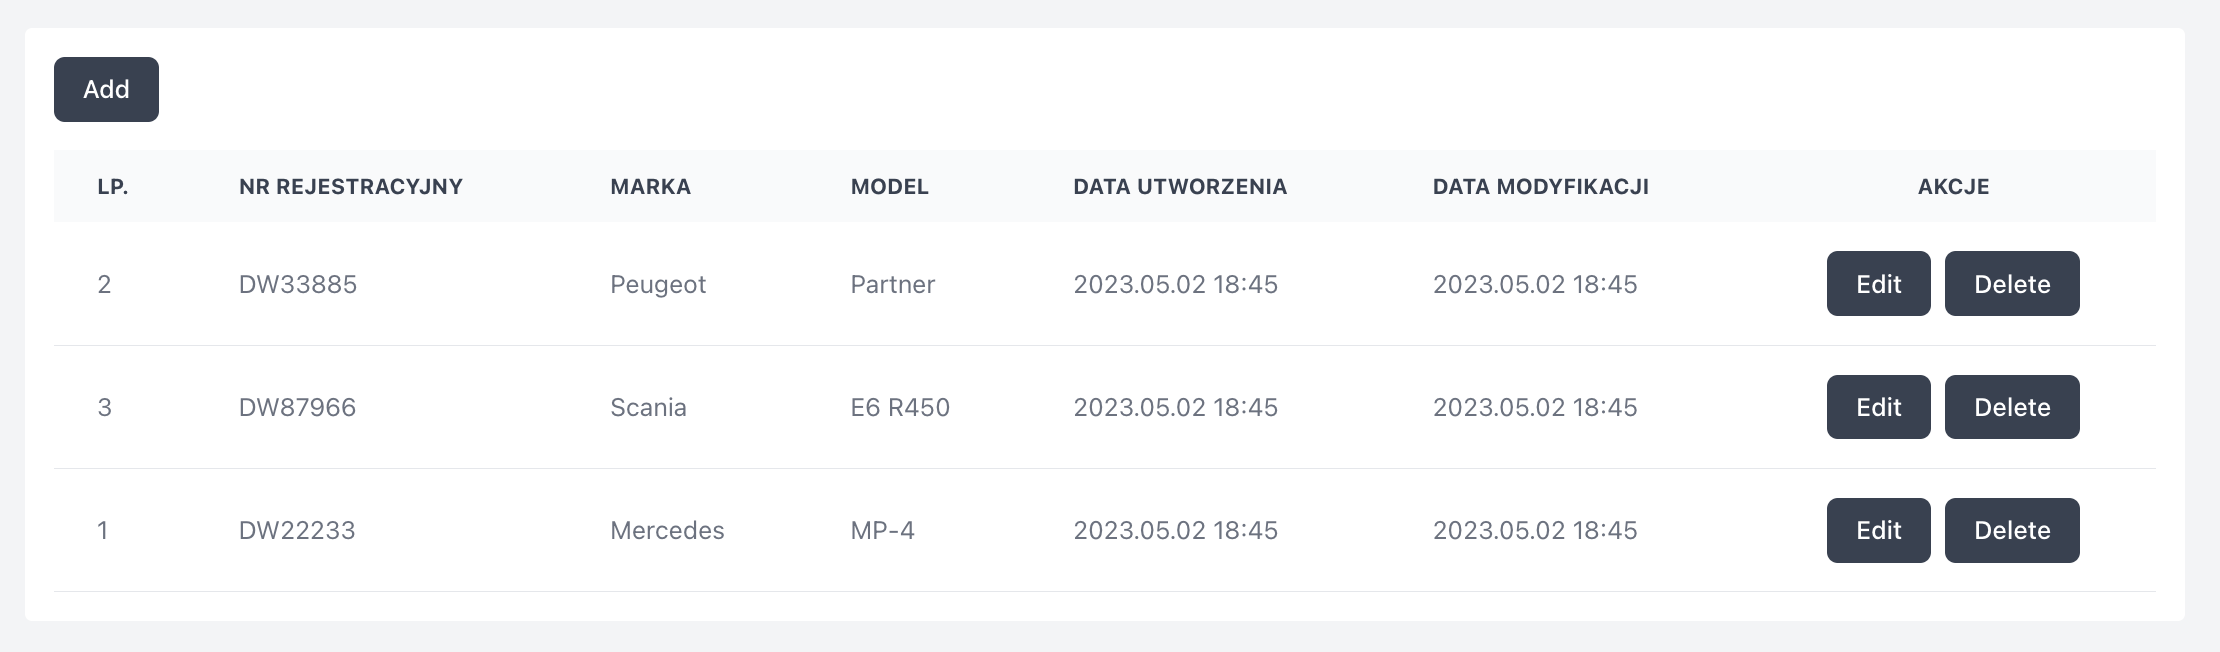 Add
LP. NR REJESTRACYJNY MARKA MODEL DATA UTWORZENIA DATA MODYFIKACJI AKCJE
2 DW33885 Peugeot Partner 2023.05.02 18:45 2023.05.02 18:45 Edit Delete
3 DW87966 Scania E6 R450 2023.05.02 18:45 2023.05.02 18:45 Edit Delete
1 DW22233 Mercedes MP-4 2023.05.02 18:45 2023.05.02 18:45 Edit Delete